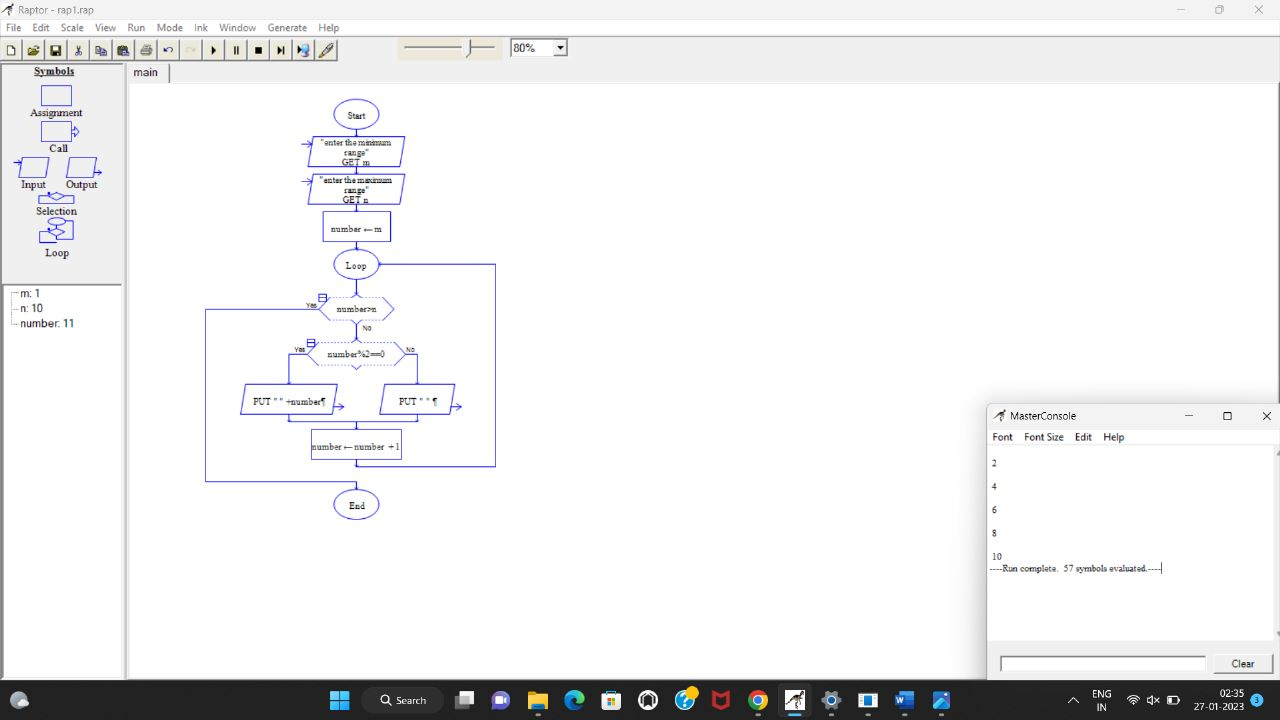 Raptor - rap1.rap
File Edit Scale View Run Mode Ink Window Generate Help
80%
Symbols
Assignment
Call
Input Output
Selection
Loop
m: 1
n: 10
number: 11
main
Start
"enter the minimum
range"
GET m
"enter the maximum
range"
GET n
number ← m
Loop
Yes
number>n
No
Yes
number%2==0
No
PUT " " +number¶
PUT " " ¶
number ← number + 1
End
MasterConsole
Font Font Size Edit Help
2
4
6
8
10
----Run complete. 57 symbols evaluated.----
Clear
Search
ENG
IN
02:35
27-01-2023
3